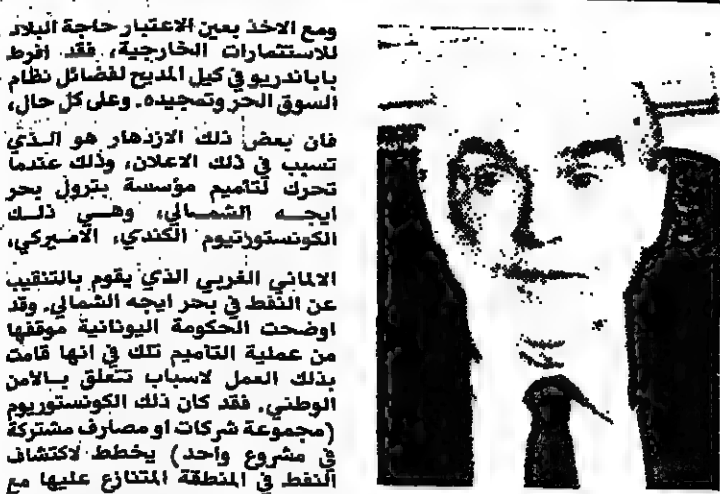 ومع الاخذ بعين الاعتبار حاجة البلاد
للاستثمارات الخارجية، فقد افرط
باباندريو في كيل المديح لفضائل نظام
السوق الحر وتمجيده. وعلى كل حال،
فان بعض ذلك الازدهار هو الذي
تسبب في ذلك الاعلان، وذلك عندما
تحرك لتاميم مؤسسة بترول بحر
ايجه الشمالي، وهي ذلك
الكونستورتيوم الكندي، الاميركي،
الالماني الغربي الذي يقوم بالتنقيب
عن النفط في بحر ايجه الشمالي. وقد
اوضحت الحكومة اليونانية موقفها
من عملية التاميم تلك في انها قامت
بذلك العمل لاسباب تتعلق بالامن
الوطني. فقد كان ذلك الكونستوريوم
(مجموعة شركات او مصارف مشتركة
في مشروع واحد) يخطط لاكتشاف
النفط في المنطقة المتنازع عليها مع